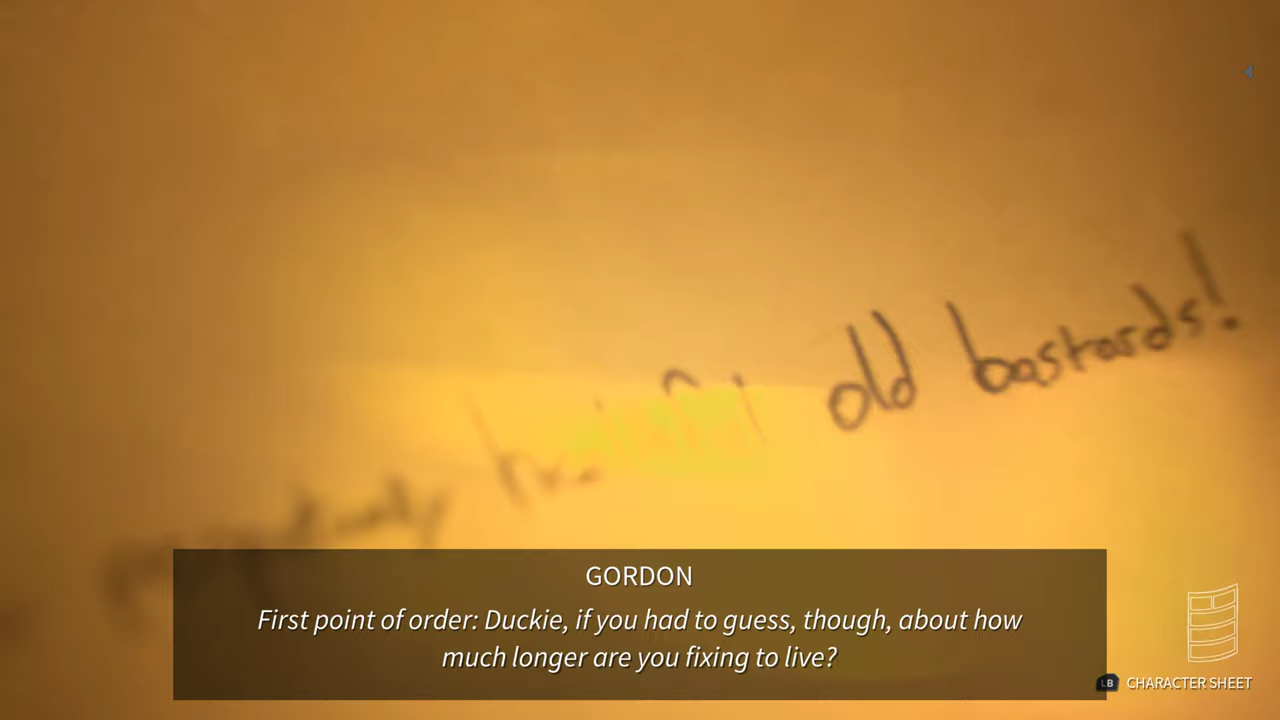 old bastards!
GORDON
First point of order: Duckie, if you had to guess, though, about how
much longer are you fixing to live?
LB CHARACTER SHEET